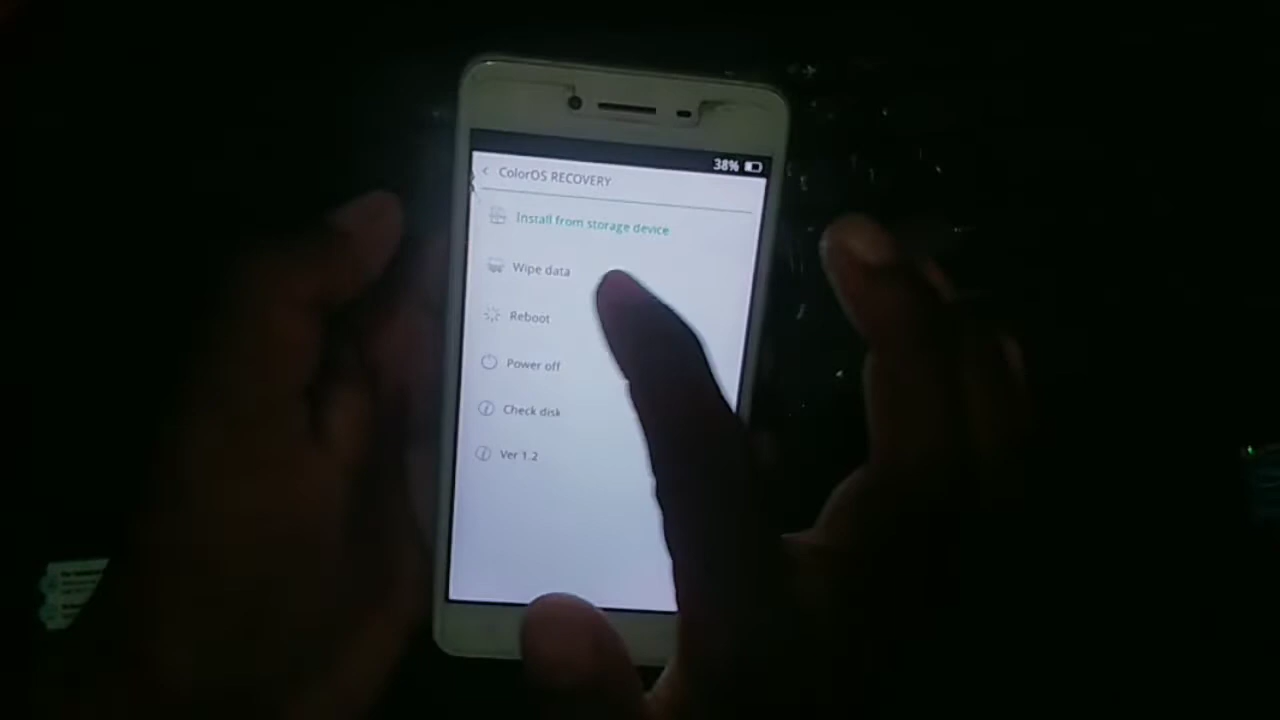 38%
ColorOS RECOVERY
Install from storage device
Wipe data
Reboot
Power off
Check disk
Ver 1.2